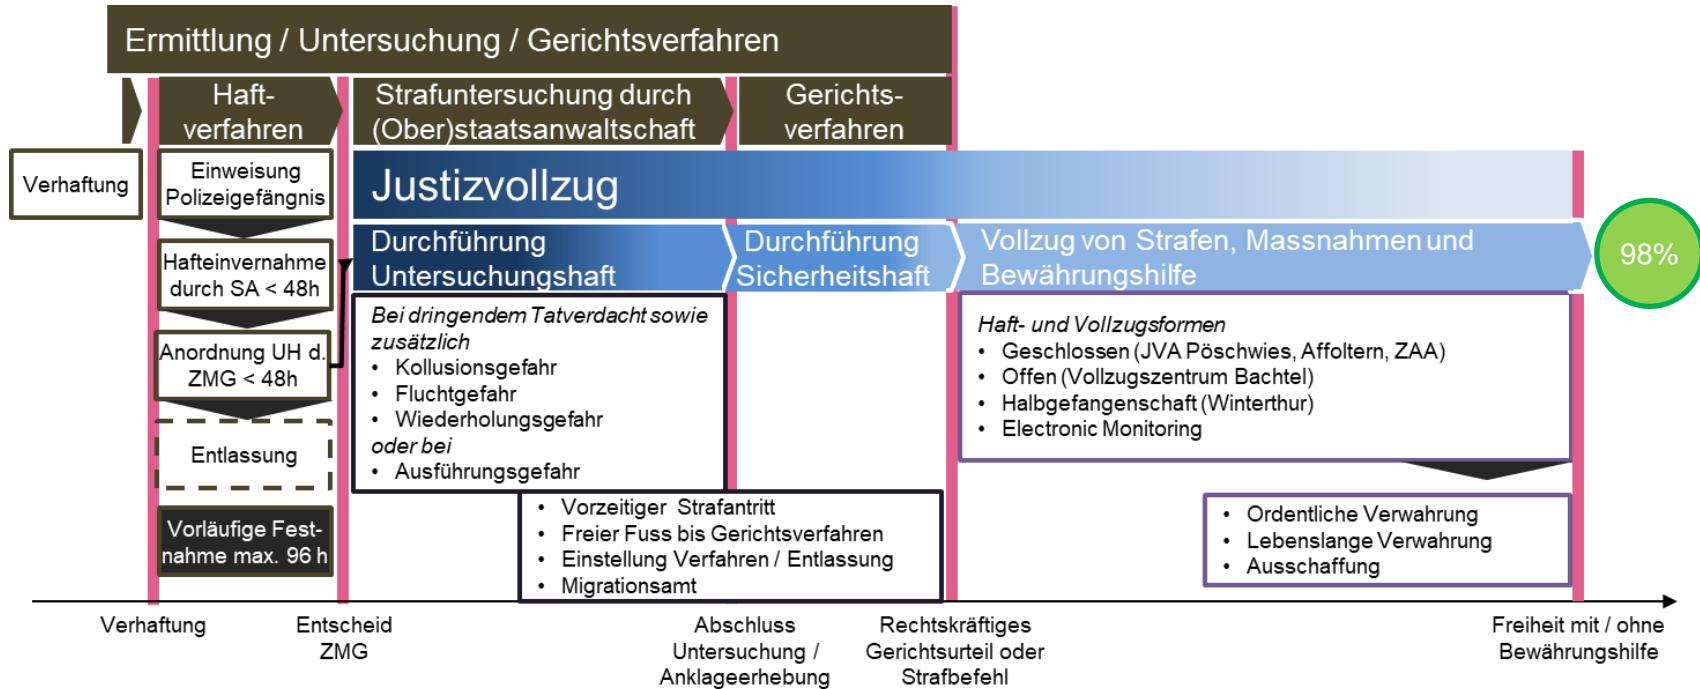 Ermittlung / Untersuchung / Gerichtsverfahren
Haft-
verfahren
Strafuntersuchung durch
(Ober)staatsanwaltschaft
Gerichts-
verfahren
Verhaftung
Einweisung
Polizeigefängnis
Justizvollzug
Hafteinvernahme
durch SA < 48h
Durchführung
Untersuchungshaft
Durchführung
Sicherheitshaft
Vollzug von Strafen, Massnahmen und
Bewährungshilfe
98%
Anordnung UH d.
ZMG < 48h
Entlassung
Vorläufige Fest-
nahme max. 96 h
Bei dringendem Tatverdacht sowie
zusätzlich
• Kollusionsgefahr
• Fluchtgefahr
• Wiederholungsgefahr
oder bei
• Ausführungsgefahr
Haft- und Vollzugsformen
• Geschlossen (JVA Pöschwies, Affoltern, ZAA)
• Offen (Vollzugszentrum Bachtel)
• Halbgefangenschaft (Winterthur)
• Electronic Monitoring
• Vorzeitiger Strafantritt
• Freier Fuss bis Gerichtsverfahren
• Einstellung Verfahren / Entlassung
• Migrationsamt
• Ordentliche Verwahrung
• Lebenslange Verwahrung
• Ausschaffung
Verhaftung
Entscheid
ZMG
Abschluss
Untersuchung /
Anklageerhebung
Rechtskräftiges
Gerichtsurteil oder
Strafbefehl
Freiheit mit / ohne
Bewährungshilfe